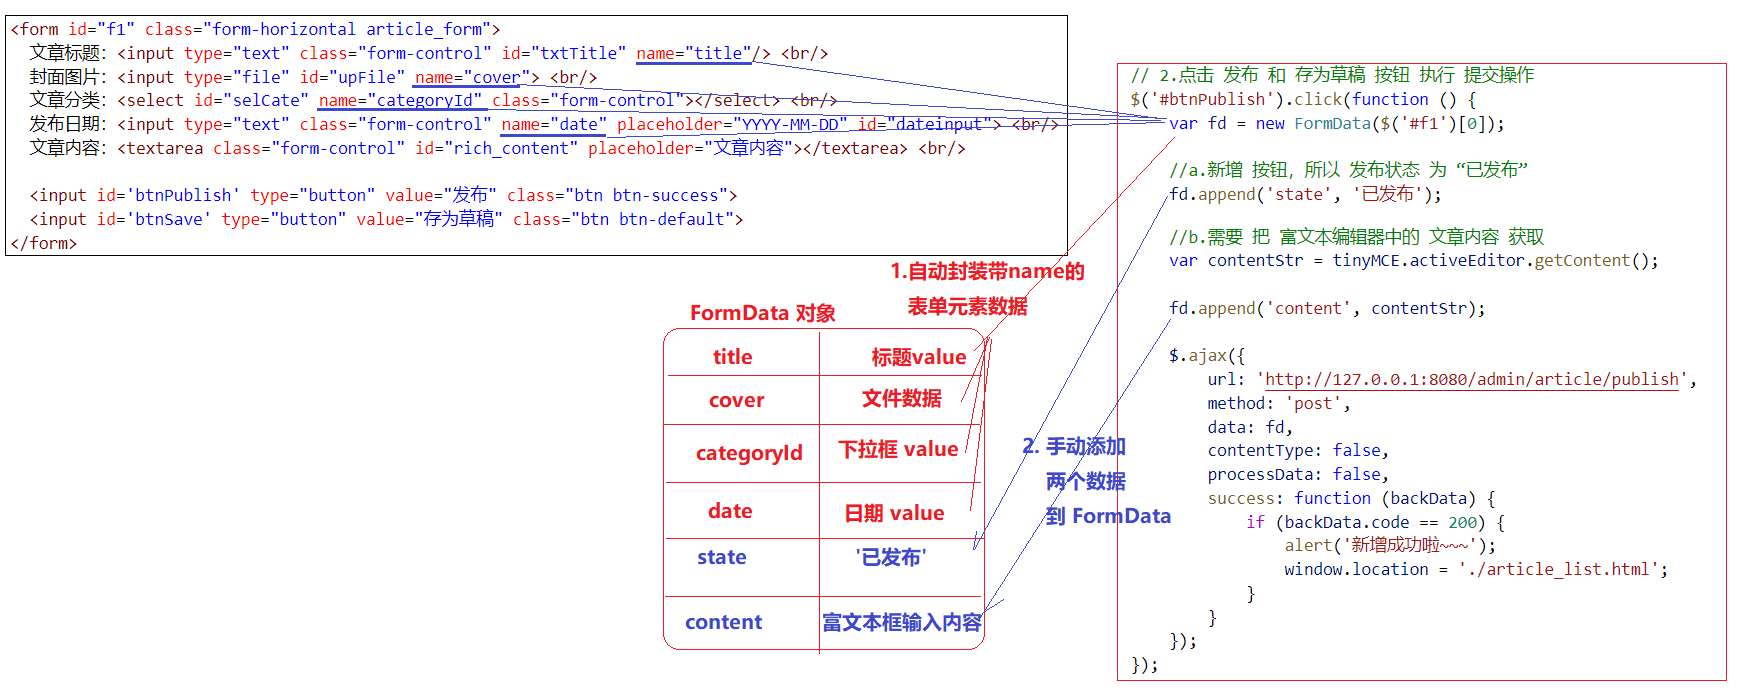 <form id="f1" class="form-horizontal article_form">
文章标题: <input type="text" class="form-control" id="txtTitle" name="title"/> <br/>
封面图片: <input type="file" id="upFile" name="cover"> <br/>
文章分类: <select id="selCate" name="categoryId" class="form-control"></select> <br/>
发布日期: <input type="text" class="form-control" name="date" placeholder="YYYY-MM-DD" id="dateinput"> <br/>
文章内容: <textarea class="form-control" id="rich_content" placeholder="文章内容"></textarea> <br/>
<input id='btnPublish' type="button" value="发布" class="btn btn-success">
<input id='btnSave' type="button" value="存为草稿" class="btn btn-default">
</form>
// 2.点击 发布 和 存为草稿 按钮 执行 提交操作
$('#btnPublish').click(function () {
var fd = new FormData($('#f1')[0]);
//a.新增 按钮, 所以 发布状态 为 “已发布”
fd.append('state', '已发布');
//b.需要 把 富文本编辑器中的 文章内容 获取
var contentStr = tinyMCE.activeEditor.getContent();
fd.append('content', contentStr);
$.ajax({
url: 'http://127.0.0.1:8080/admin/article/publish',
method: 'post',
data: fd,
contentType: false,
processData: false,
success: function (backData) {
if (backData.code == 200) {
alert('新增成功啦~~~');
window.location = './article_list.html';
}
}
});
});
1.自动封装带name的
表单元素数据
FormData 对象
title 标题value
cover 文件数据
categoryId 下拉框 value
date 日期 value
state '已发布'
content 富文本框输入内容
2. 手动添加
两个数据
到 FormData